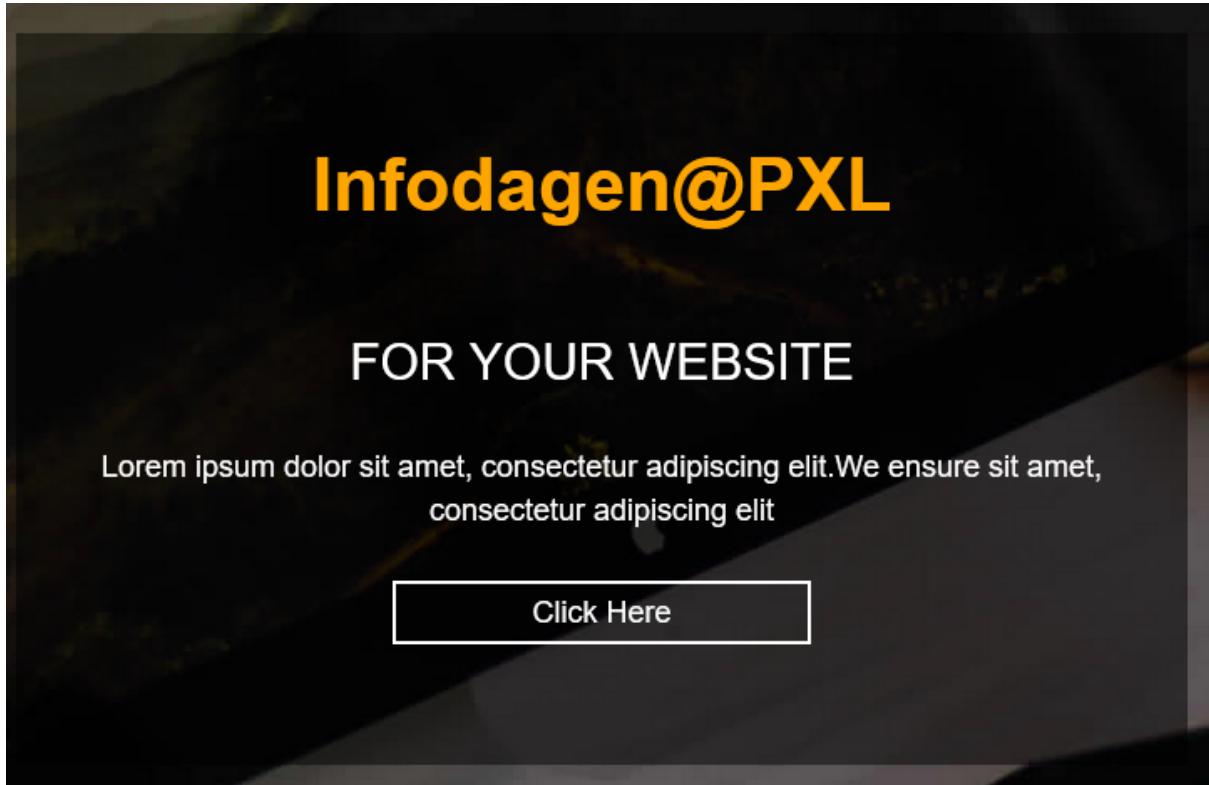 Infodagen@PXL
FOR YOUR WEBSITE
Lorem ipsum dolor sit amet, consectetur adipiscing elit.We ensure sit amet,
consectetur adipiscing elit
Click Here